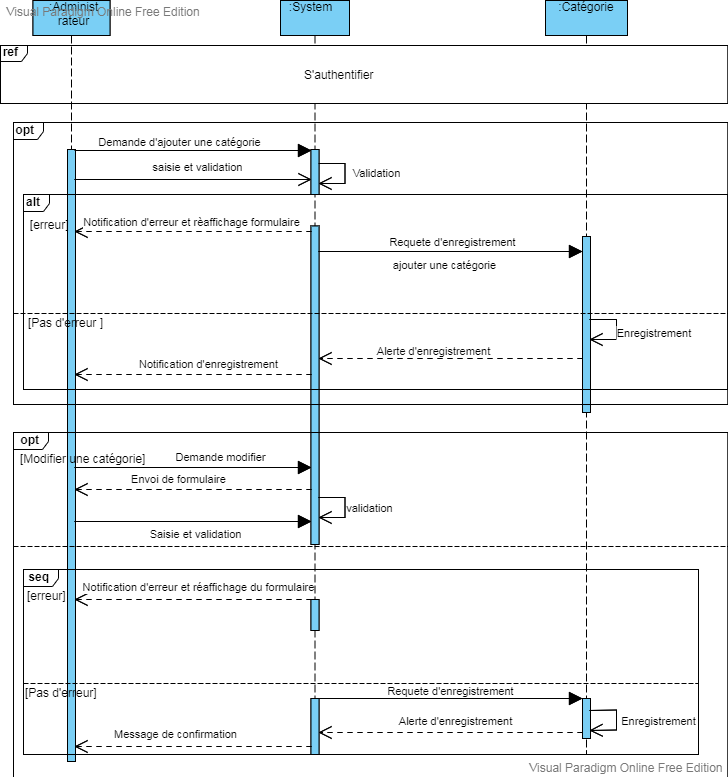 Visual Paradigm Online Free Edition
:Administ
rateur
:System
:Catégorie
ref
S'authentifier
opt
Demande d'ajouter une catégorie
saisie et validation
Validation
alt
[erreur]
Notification d'erreur et rèaffichage formulaire
Requete d'enregistrement
ajouter une catégorie
[Pas d'erreur ]
Enregistrement
Alerte d'enregistrement
Notification d'enregistrement
opt
[Modifier une catégorie]
Demande modifier
Envoi de formulaire
validation
Saisie et validation
seq
Notification d'erreur et réaffichage du formulaire
[erreur]
[Pas d'erreur]
Requete d'enregistrement
Alerte d'enregistrement
Enregistrement
Message de confirmation
Visual Paradigm Online Free Edition